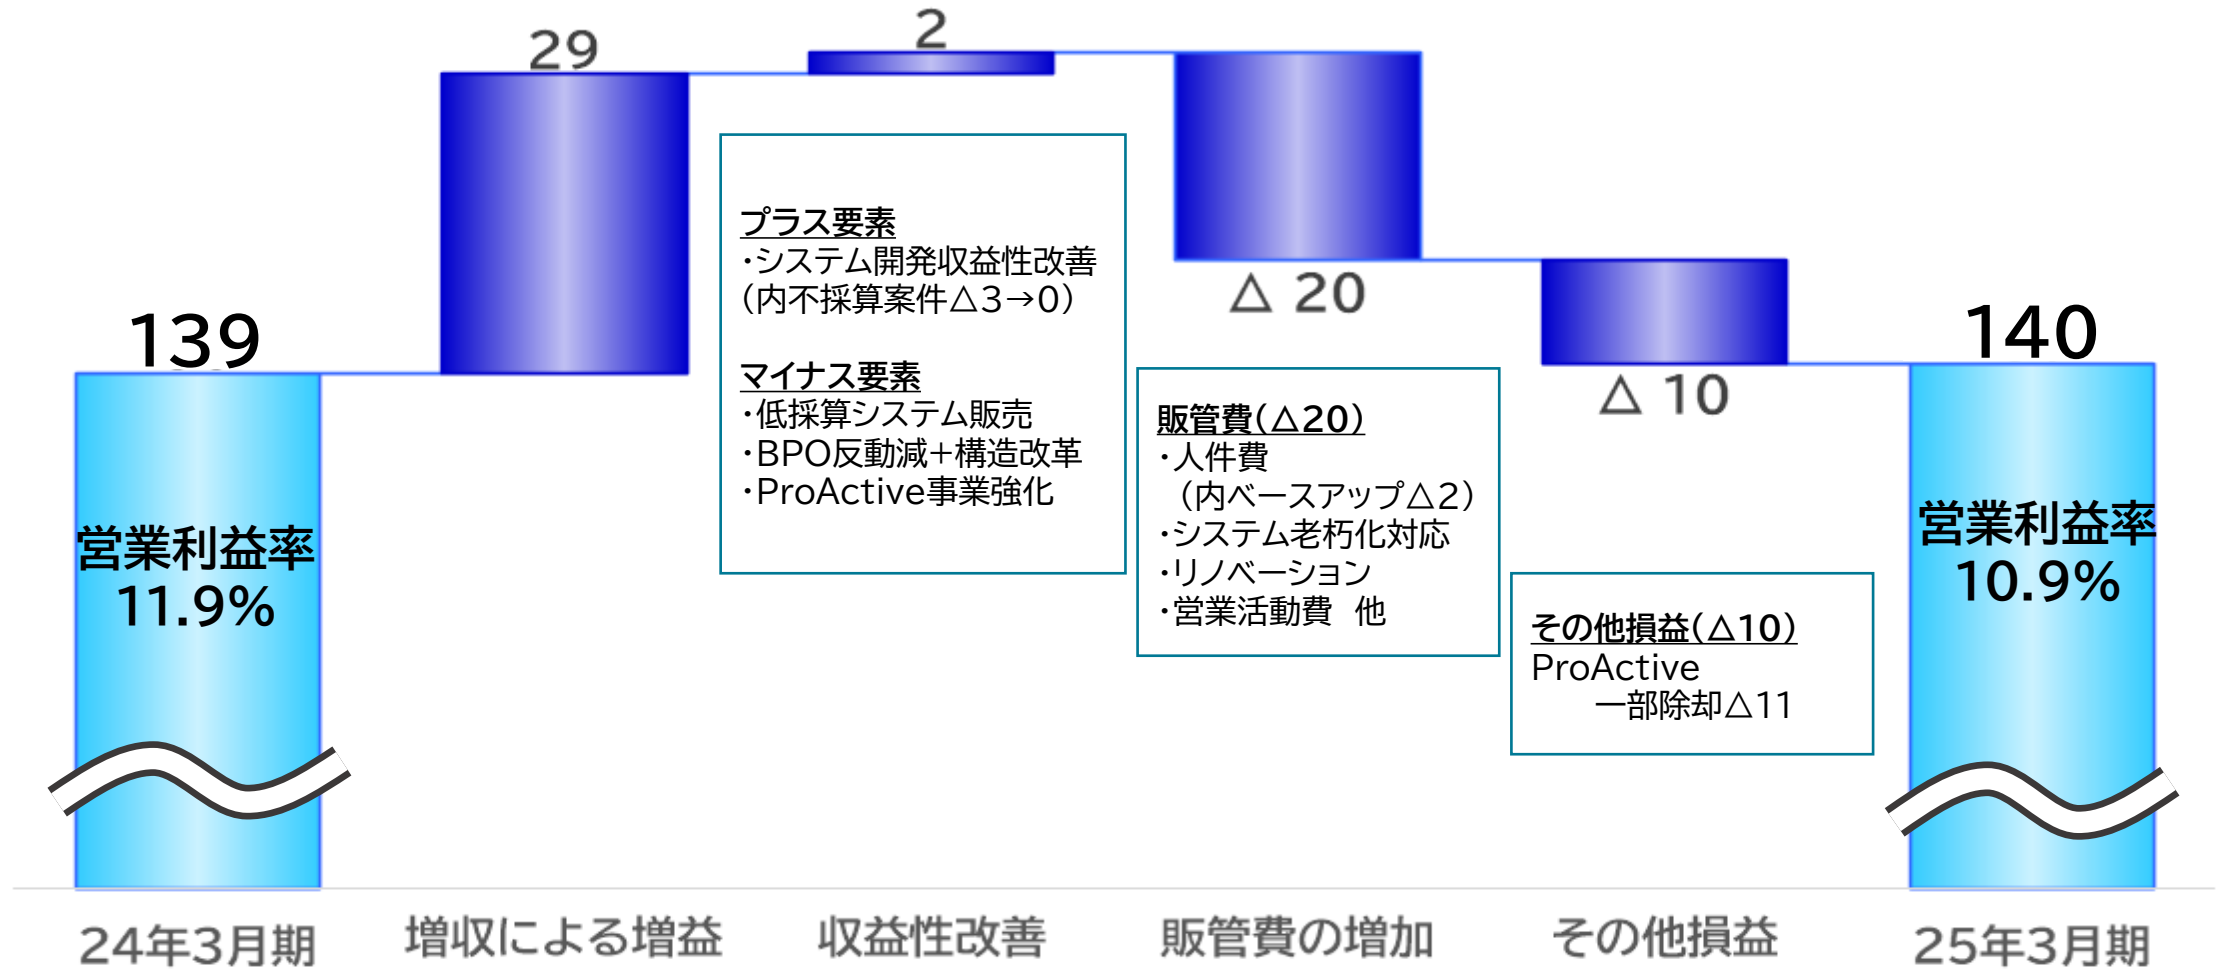 139
営業利益率
11.9%
29
2
プラス要素
・システム開発収益性改善
(内不採算案件△3→0)
マイナス要素
・低採算システム販売
・BPO反動減+構造改革
・ProActive事業強化
△ 20
販管費(△20)
・人件費
(内ベースアップ△2)
・システム老朽化対応
・リノベーション
・営業活動費　他
△ 10
その他損益(△10)
ProActive
一部除却△11
140
営業利益率
10.9%
24年3月期
増収による増益
収益性改善
販管費の増加
その他損益
25年3月期